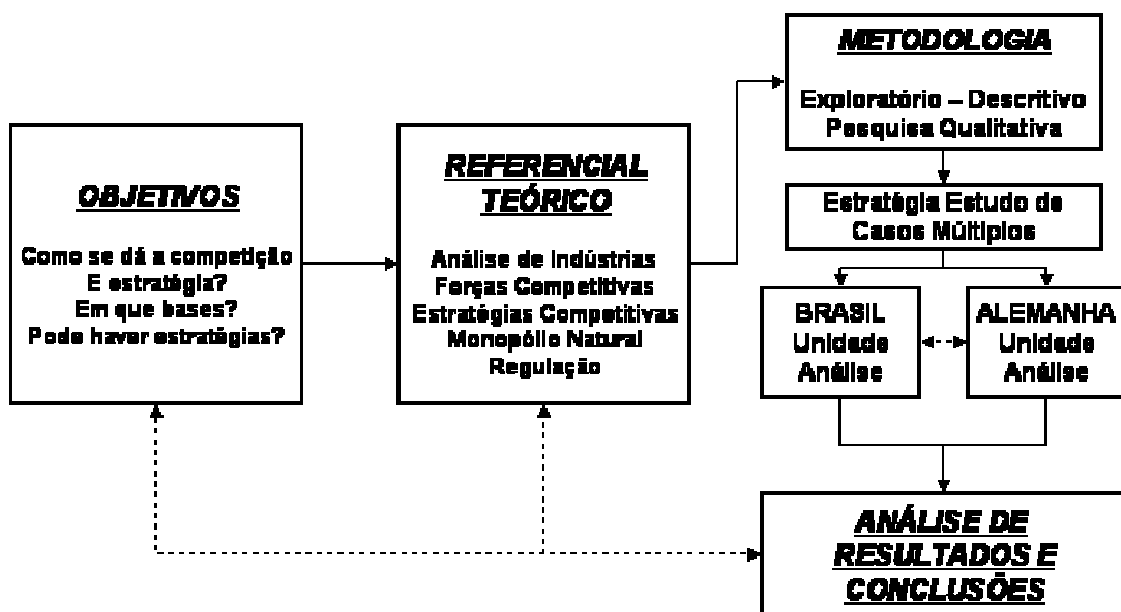 OBJETIVOS
Como se dá a competição
E estratégia?
Em que bases?
Pode haver estratégias?
REFERENCIAL
TEÓRICO
Análise de Indústrias
Forças Competitivas
Estratégias Competitivas
Monopólio Natural
Regulação
METODOLOGIA
Exploratório – Descritivo
Pesquisa Qualitativa
Estratégia Estudo de
Casos Múltiplos
BRASIL
Unidade
Análise
ALEMANHA
Unidade
Análise
ANÁLISE DE
RESULTADOS E
CONCLUSÕES